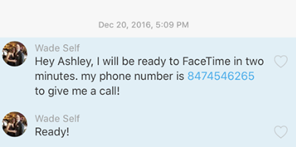 Dec 20, 2016, 5:09 PM
Wade Self
Hey Ashley, I will be ready to FaceTime in two
minutes. my phone number is 8474546265
to give me a call!
Wade Self
Ready!